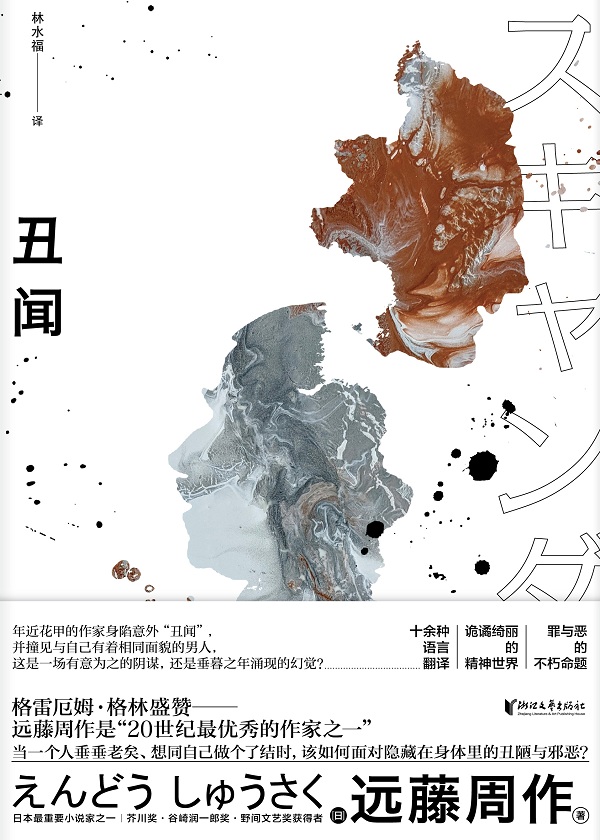 林水福
译
丑闻
スキャンダ
年近花甲的作家身陷意外“丑闻”,
并撞见与自己有着相同面貌的男人,
这是一场有意为之的阴谋，还是垂暮之年涌现的幻觉?
十余种
语言
翻译
诡谲绮丽
的
精神世界
罪与恶
的
不朽命题
格雷厄姆·格林盛赞——
远藤周作是“20世纪最优秀的作家之一”
浙江文艺出版社
Zhejiang Literature & Art Publishing House
当一个人垂垂老矣、想同自己做个了结时,该如何面对隐藏在身体里的丑陋与邪恶?
えんどう しゅうさく
[日] 远藤周作 著
日本最重要小说家之一｜芥川奖·谷崎润一郎奖·野间文艺奖获得者